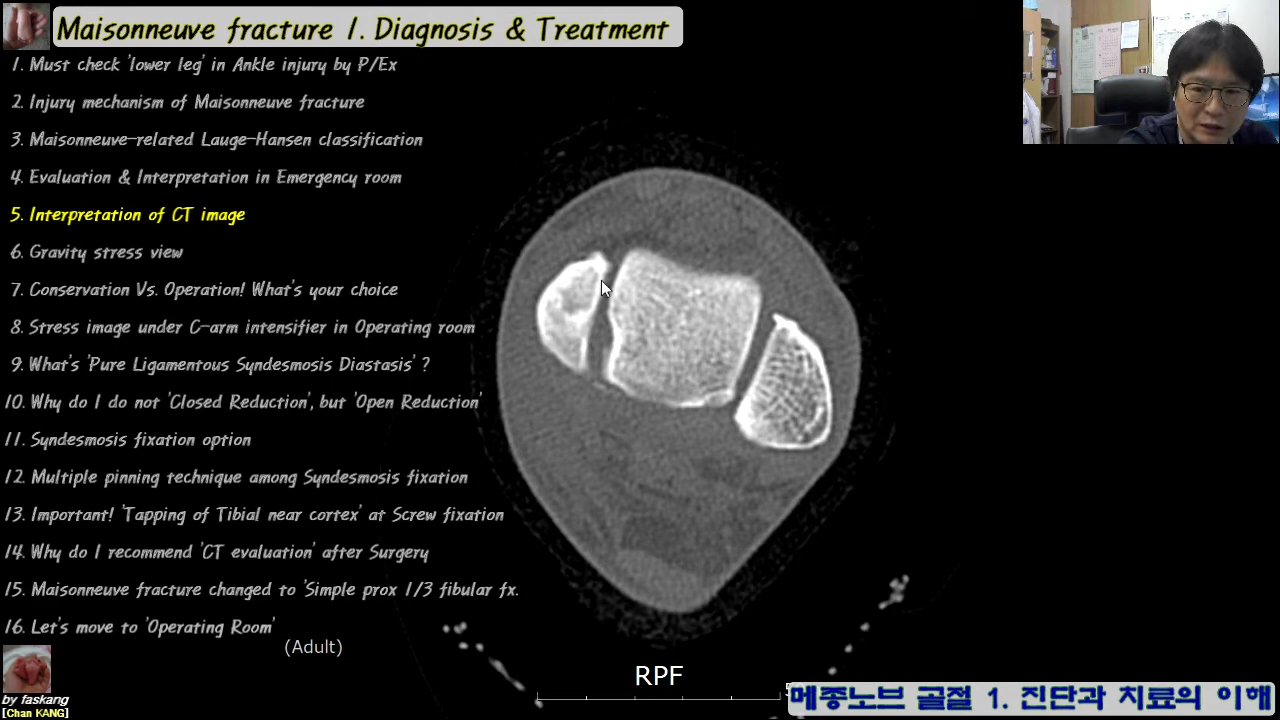 Maisonneuve fracture 1. Diagnosis & Treatment
1. Must check 'lower leg' in Ankle injury by P/Ex
2. Injury mechanism of Maisonneuve fracture
3. Maisonneuve-related Lauge-Hansen classification
4. Evaluation & Interpretation in Emergency room
5. Interpretation of CT image
6. Gravity stress view
7. Conservation Vs. Operation! What's your choice
8. Stress image under C-arm intensifier in Operating room
9. What's 'Pure Ligamentous Syndesmosis Diastasis' ?
10. Why do I do not 'Closed Reduction', but 'Open Reduction'
11. Syndesmosis fixation option
12. Multiple pinning technique among Syndesmosis fixation
13. Important! 'Tapping of Tibial near cortex' at Screw fixation
14. Why do I recommend 'CT evaluation' after Surgery
15. Maisonneuve fracture changed to 'Simple prox 1/3 fibular fx.
16. Let's move to 'Operating Room'
(Adult)
RPF
by faskang
[Chan KANG]
메종노브 골절 1. 진단과 치료의 이해